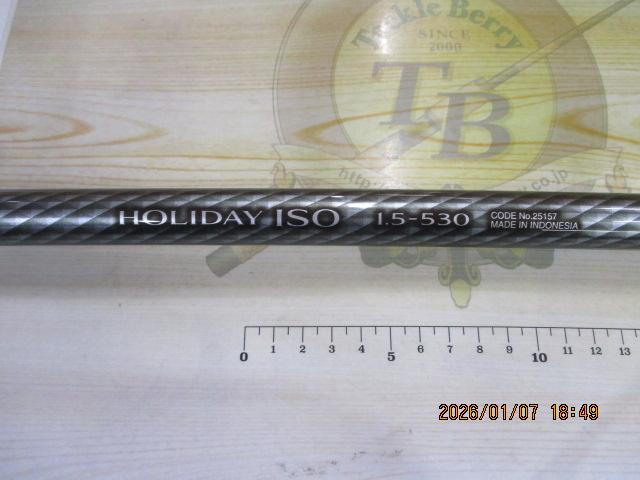 Tackle Berry
SINCE
2000
TB
HOLIDAY ISO 1.5-530
CODE No.25157
MADE IN INDONESIA
0 1 2 3 4 5 6 7 8 9 10 11 12 13
2026/01/07 18:49